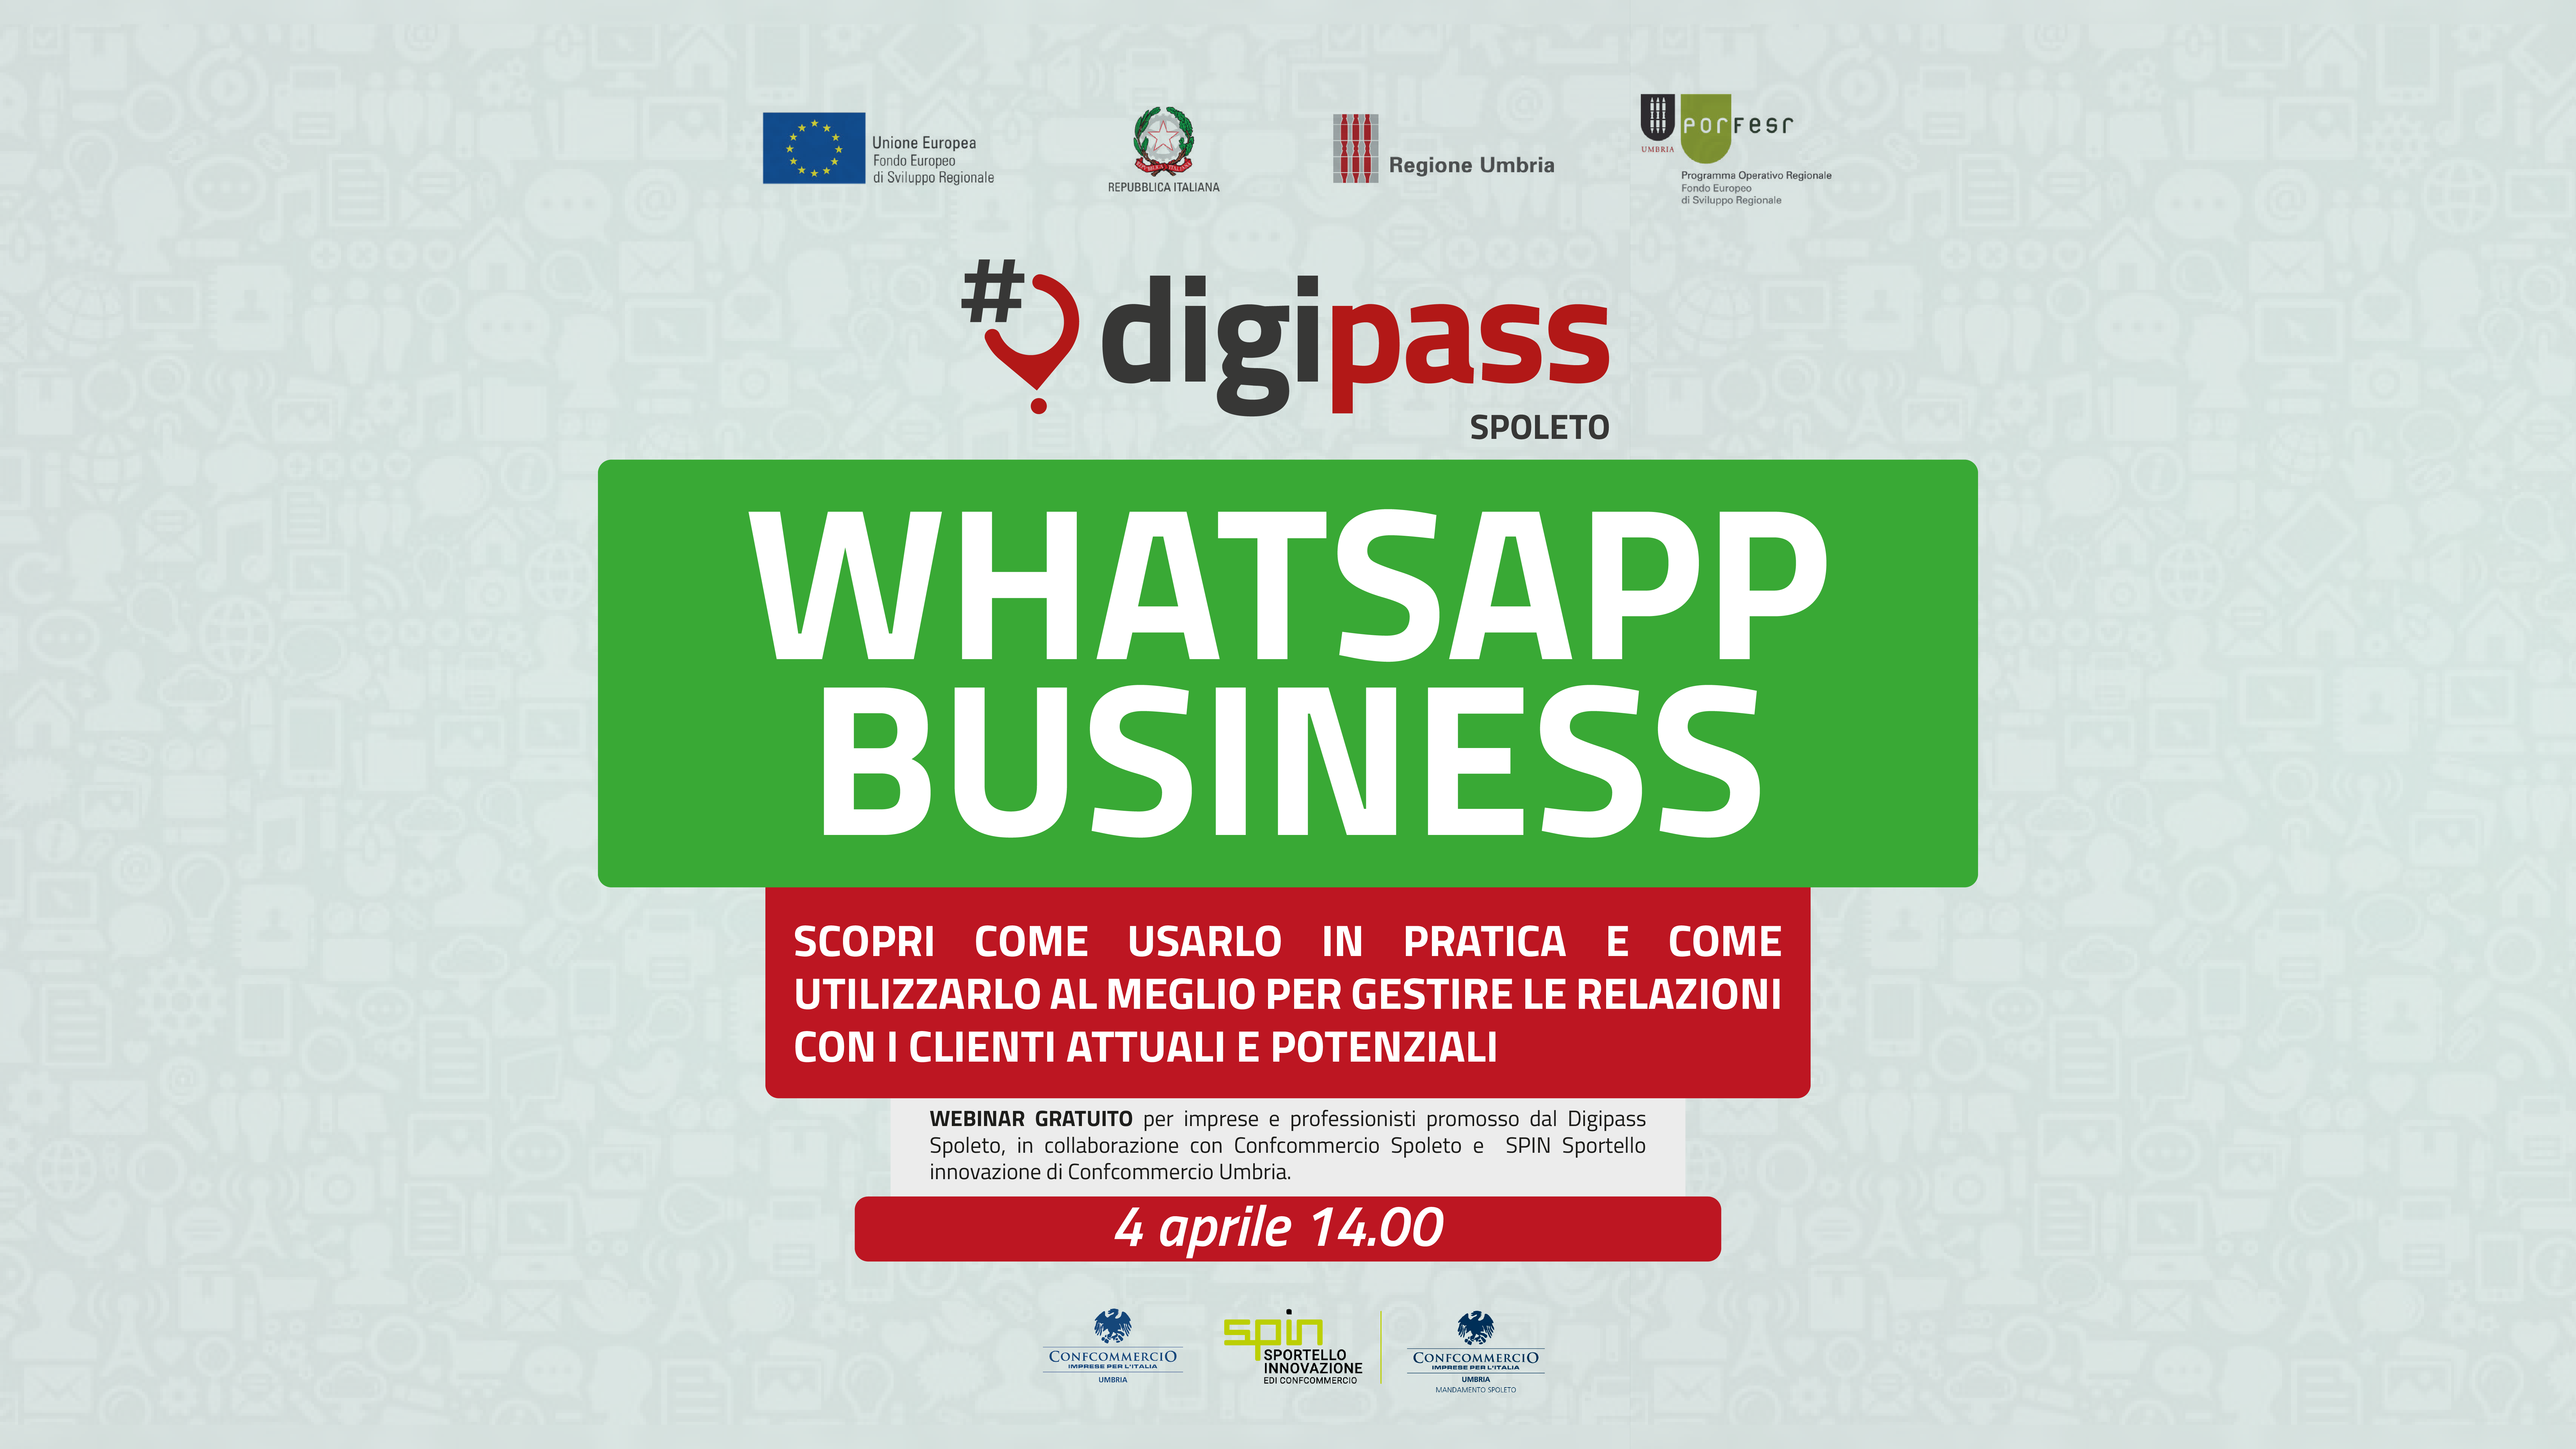 Unione Europea
Fondo Europeo
di Sviluppo Regionale
REPUBBLICA ITALIANA
Regione Umbria
UMBRIA
porfesr
Programma Operativo Regionale
Fondo Europeo
di Sviluppo Regionale
# digipass
SPOLETO
WHATSAPP
BUSINESS
SCOPRI COME USARLO IN PRATICA E COME
UTILIZZARLO AL MEGLIO PER GESTIRE LE RELAZIONI
CON I CLIENTI ATTUALI E POTENZIALI
WEBINAR GRATUITO per imprese e professionisti promosso dal Digipass
Spoleto, in collaborazione con Confcommercio Spoleto e SPIN Sportello
innovazione di Confcommercio Umbria.
4 aprile 14.00
CONFCOMMERCIO
IMPRESE PER L'ITALIA
UMBRIA
spin
SPORTELLO
INNOVAZIONE
EDI CONFCOMMERCIO
CONFCOMMERCIO
IMPRESE PER L'ITALIA
UMBRIA
MANDAMENTO SPOLETO